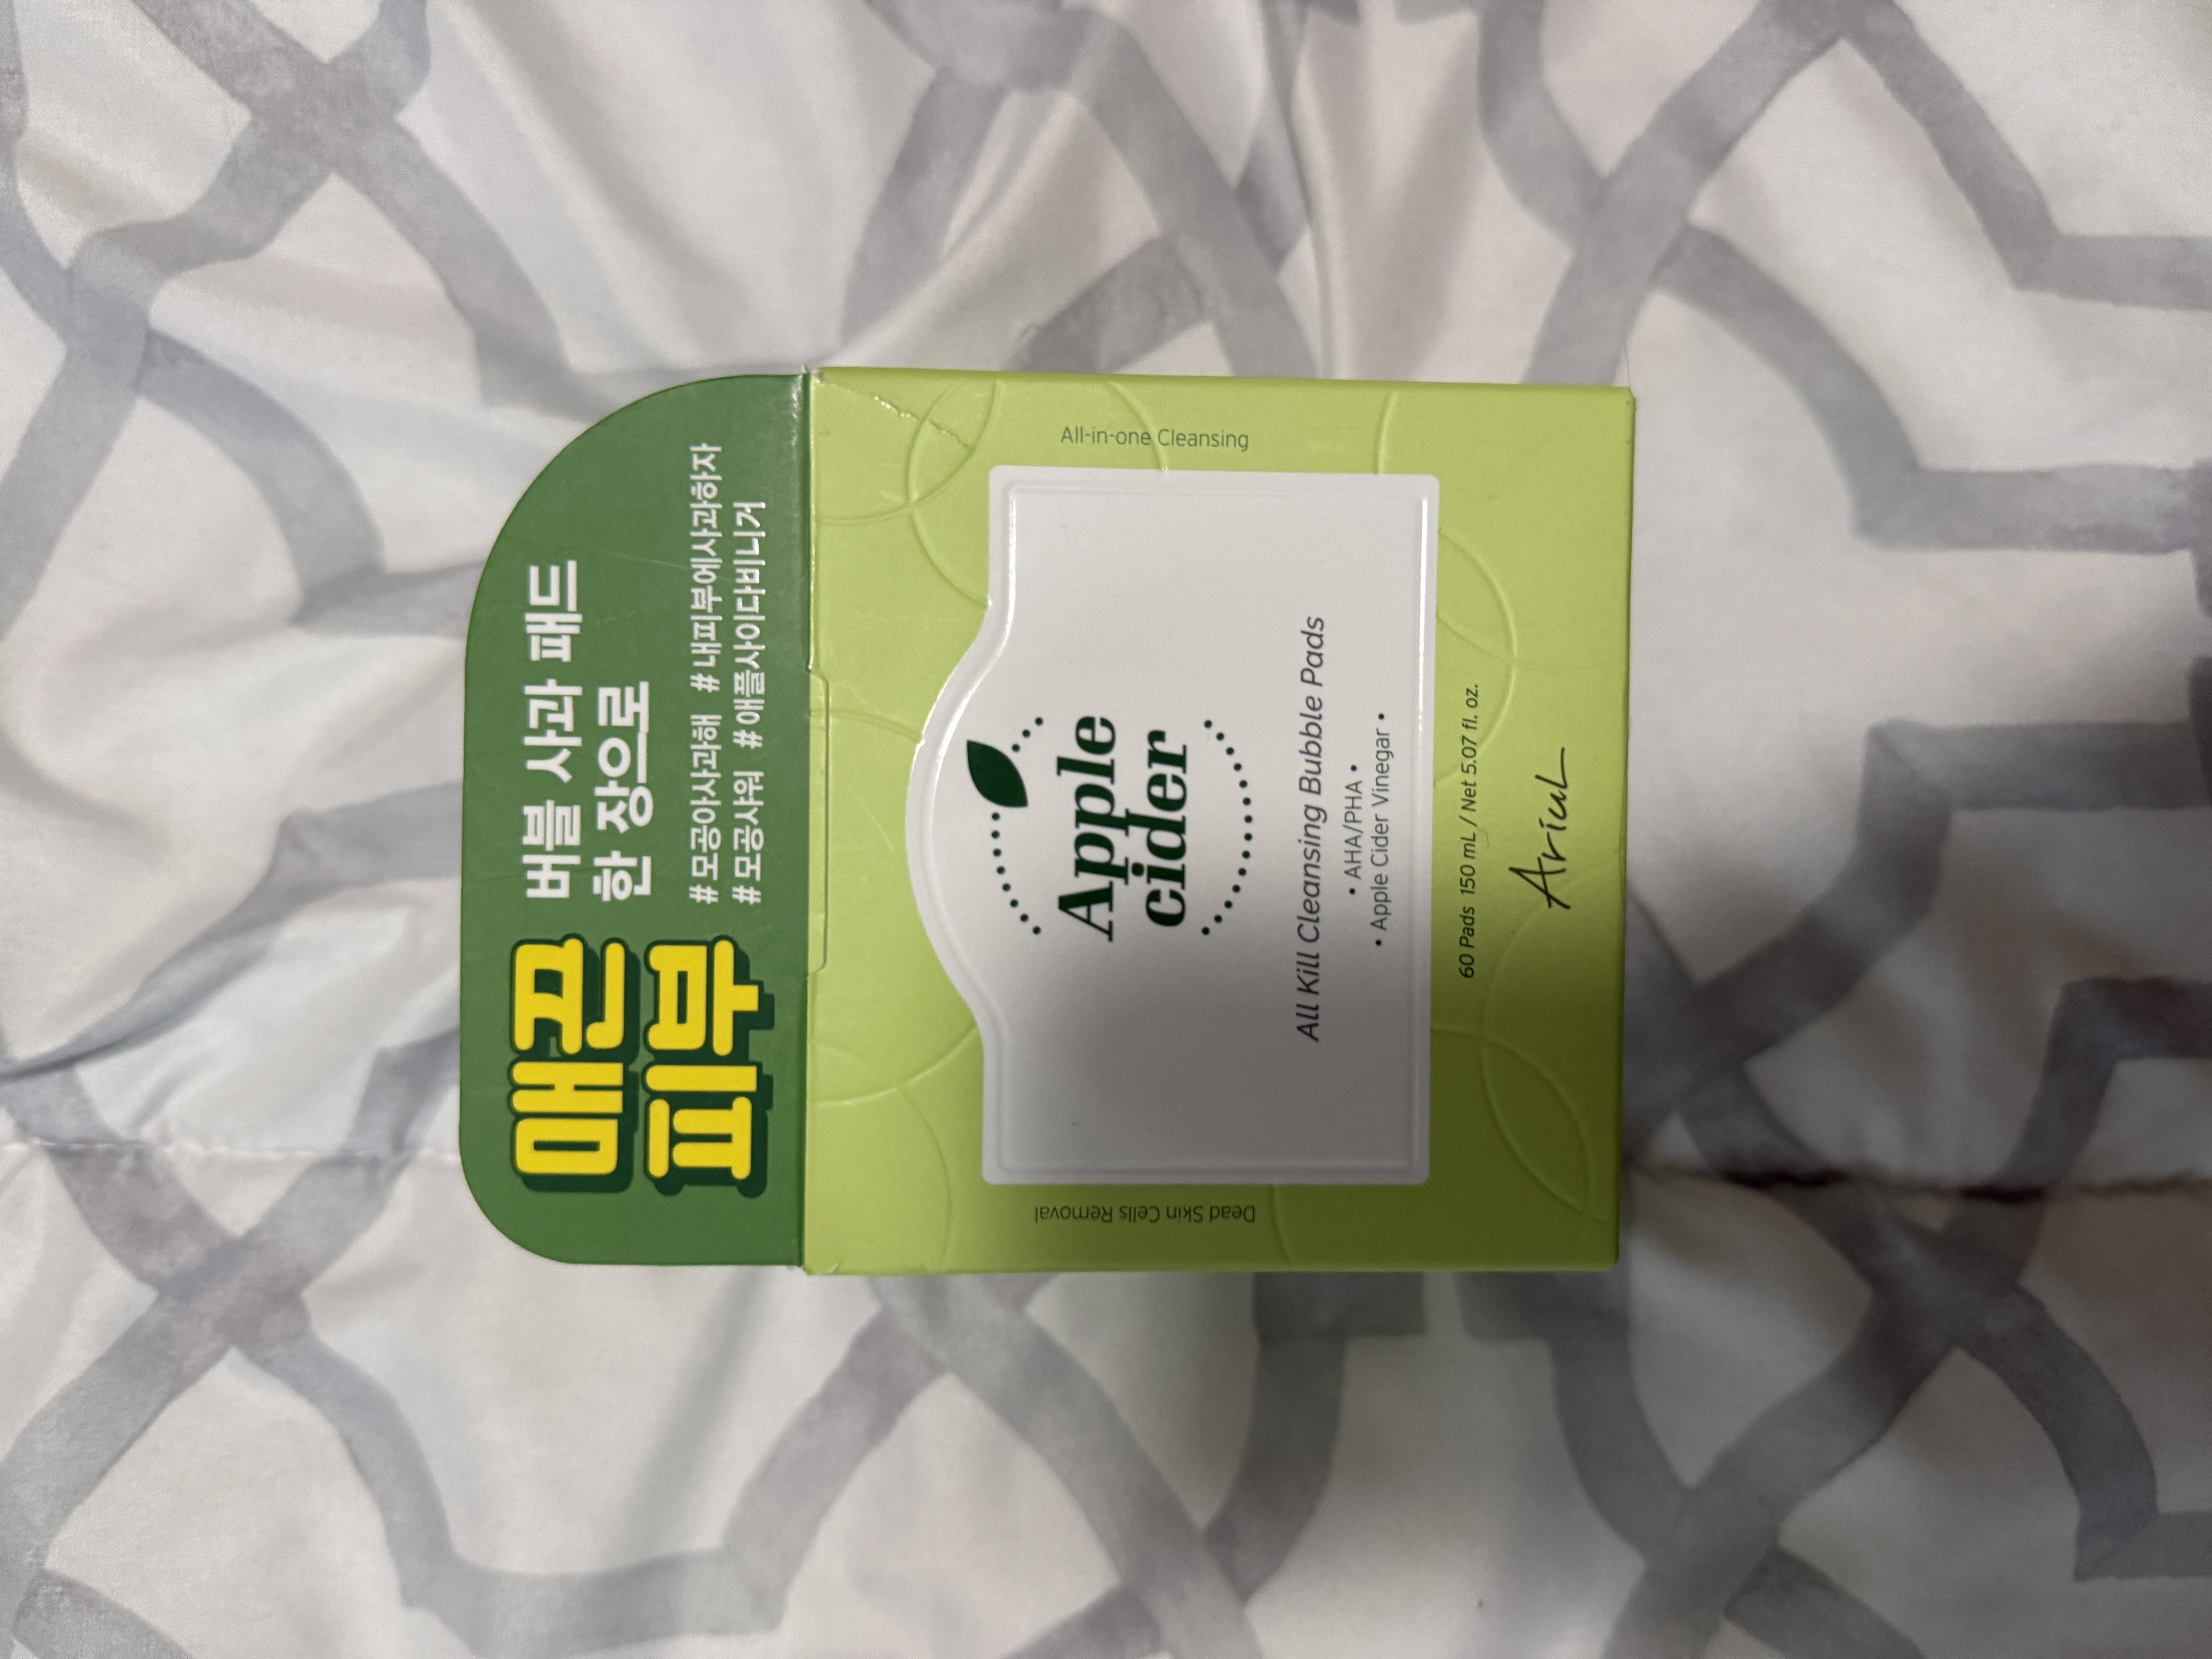 매끈
피부
버블 사과 패드
한 장으로
#모공아사과해 #내피부에사과하자
#모공샤워 #애플사이다비니거
Dead Skin Cells Removal
Apple
cider
All Kill Cleansing Bubble Pads
• AHA/PHA •
• Apple Cider Vinegar •
All-in-one Cleansing
60 Pads 150 mL / Net 5.07 fl. oz.
Ariul